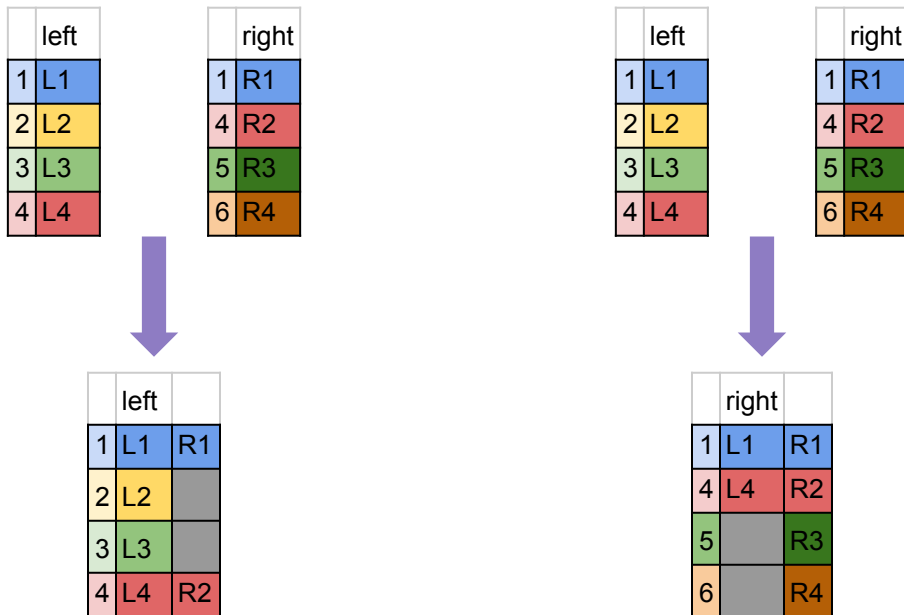 left right left right
1 L1 1 R1 1 L1 1 R1
2 L2 4 R2 2 L2 4 R2
3 L3 5 R3 3 L3 5 R3
4 L4 6 R4 4 L4 6 R4
left right
1 L1 R1 1 L1 R1
2 L2 4 L4 R2
3 L3 5 R3
4 L4 R2 6 R4